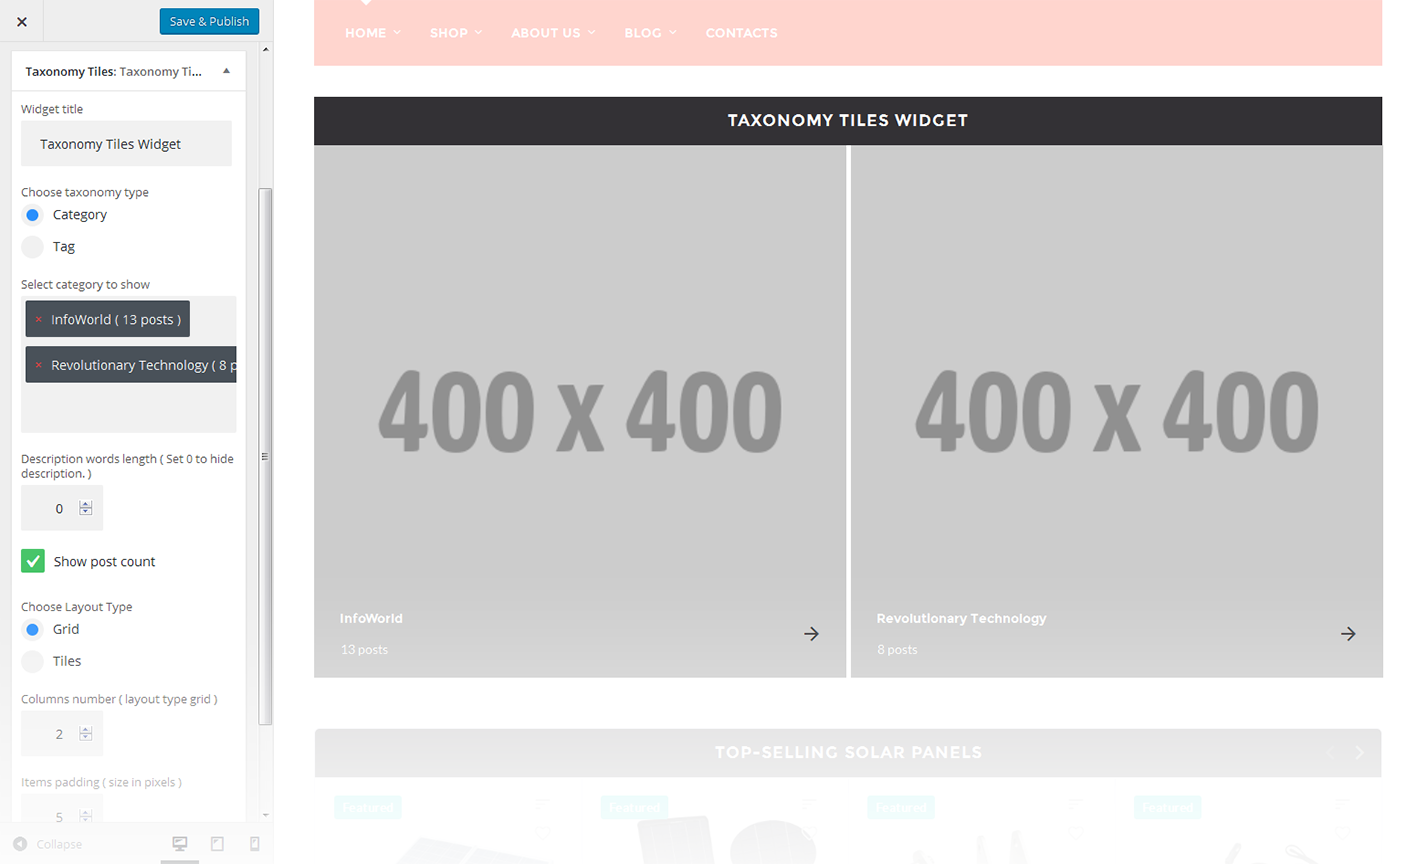 Save & Publish
Taxonomy Tiles: Taxonomy Ti...
Widget title
Taxonomy Tiles Widget
Choose taxonomy type
Category
Tag
Select category to show
× InfoWorld ( 13 posts )
× Revolutionary Technology ( 8 p
Description words length ( Set 0 to hide
description. )
0
Show post count
Choose Layout Type
Grid
Tiles
Columns number ( layout type grid )
2
Items padding ( size in pixels )
5
Collapse
HOME SHOP ABOUT US BLOG CONTACTS
TAXONOMY TILES WIDGET
400 X 400
InfoWorld
13 posts
400 X 400
Revolutionary Technology
8 posts
TOP-SELLING SOLAR PANELS
Featured Featured Featured Featured